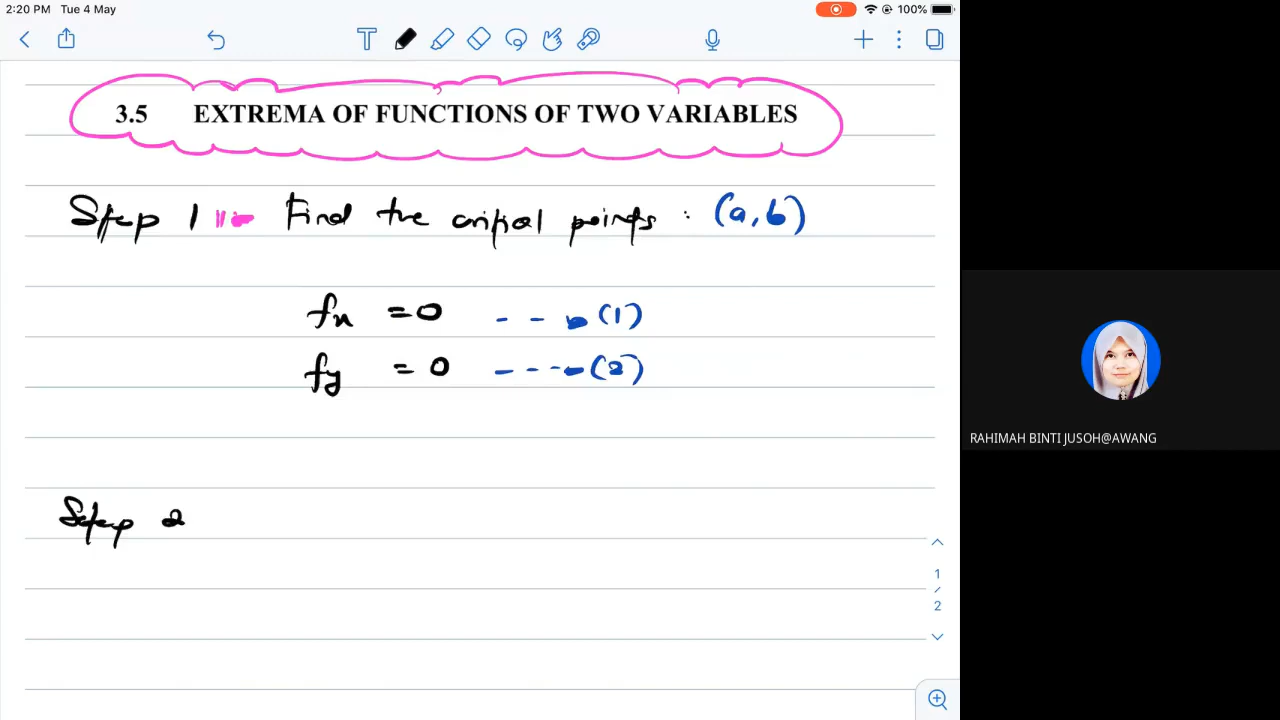 2:20 PM Tue 4 May
100%
3.5 EXTREMA OF FUNCTIONS OF TWO VARIABLES
Step 1 Find the critical points : (a, b)
fx = 0 --- (1)
fy = 0 --- (2)
Step 2
1
/
2
RAHIMAH BINTI JUSOH@AWANG